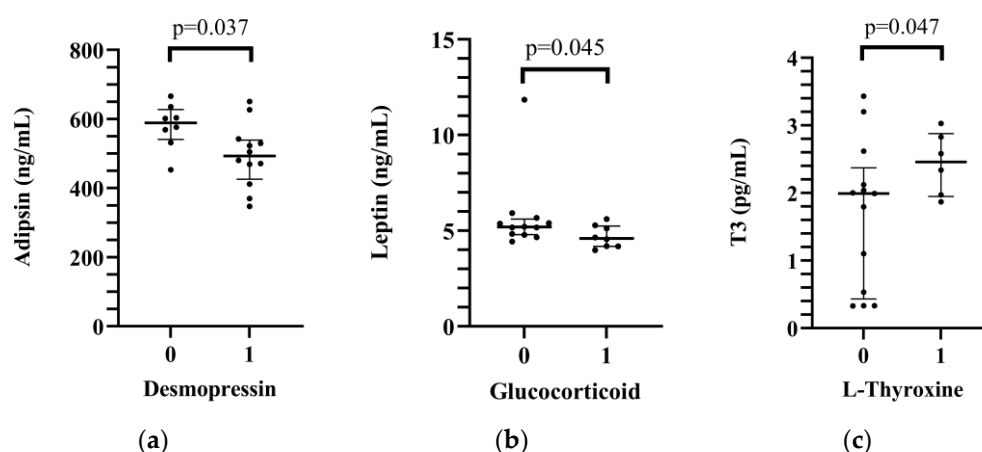 p=0.037
800
600
400
200
0
Adipsin (ng/mL)
0 1
Desmopressin
(a)
p=0.045
15
10
5
0
Leptin (ng/mL)
0 1
Glucocorticoid
(b)
p=0.047
4
3
2
1
0
T3 (pg/mL)
0 1
L-Thyroxine
(c)